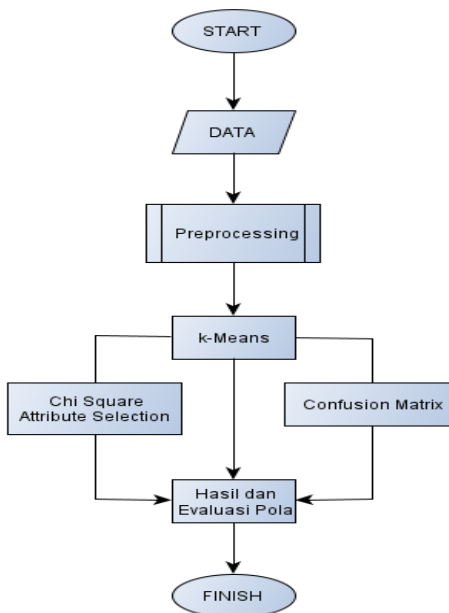 START
DATA
Preprocessing
k-Means
Chi Square
Attribute Selection
Confusion Matrix
Hasil dan
Evaluasi Pola
FINISH